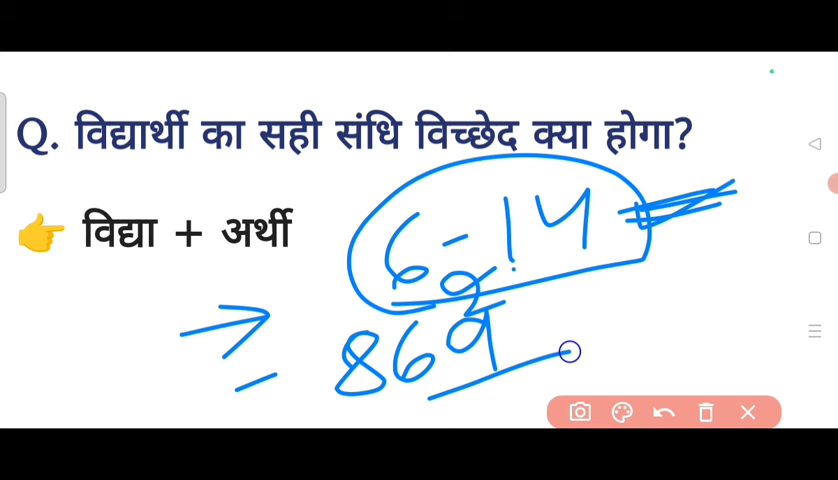 Q. विद्यार्थी का सही संधि विच्छेद क्या होगा?
👉 विद्या + अर्थी
6-14
869